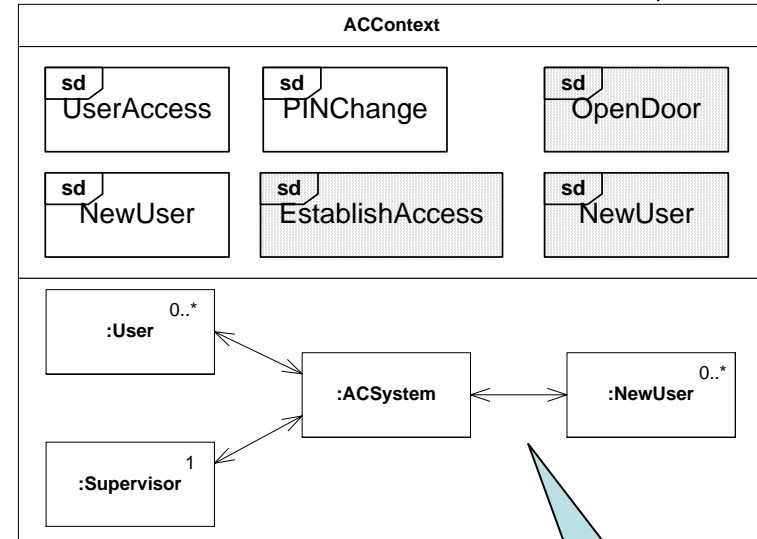 ACContext
sd
UserAccess
sd
PINChange
sd
OpenDoor
sd
NewUser
sd
EstablishAccess
sd
NewUser
0..*
:User
:ACSystem
0..*
:NewUser
1
:Supervisor